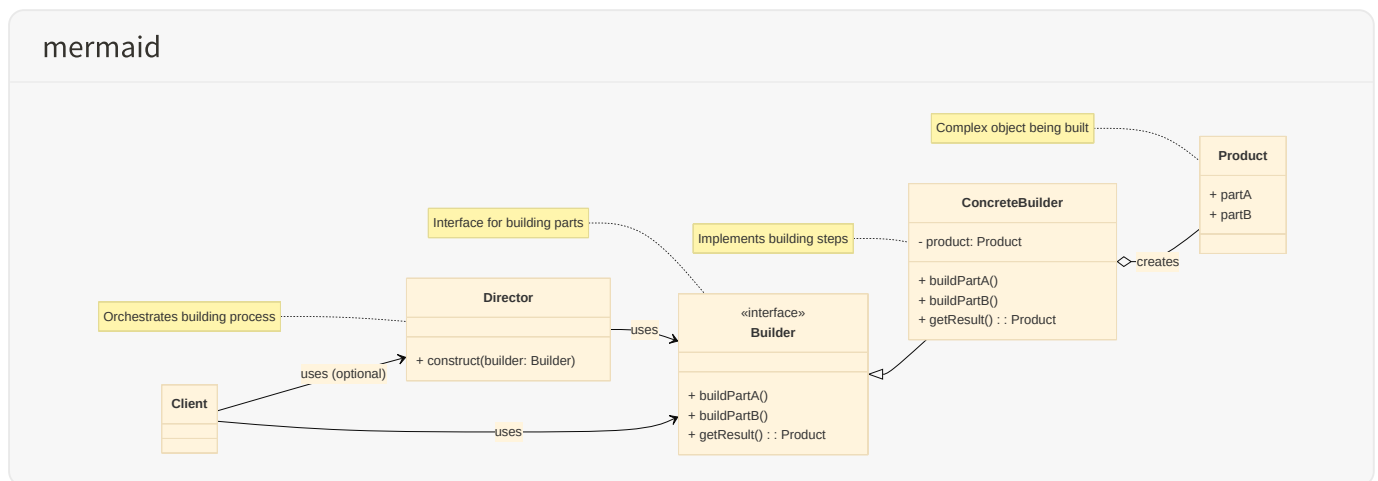 mermaid
Complex object being built
Product
+ partA
+ partB
ConcreteBuilder
- product: Product
+ buildPartA()
+ buildPartB()
+ getResult() : : Product
creates
Implements building steps
Interface for building parts
«interface»
Builder
+ buildPartA()
+ buildPartB()
+ getResult() : : Product
Director
+ construct(builder: Builder)
uses
Orchestrates building process
uses (optional)
Client
uses